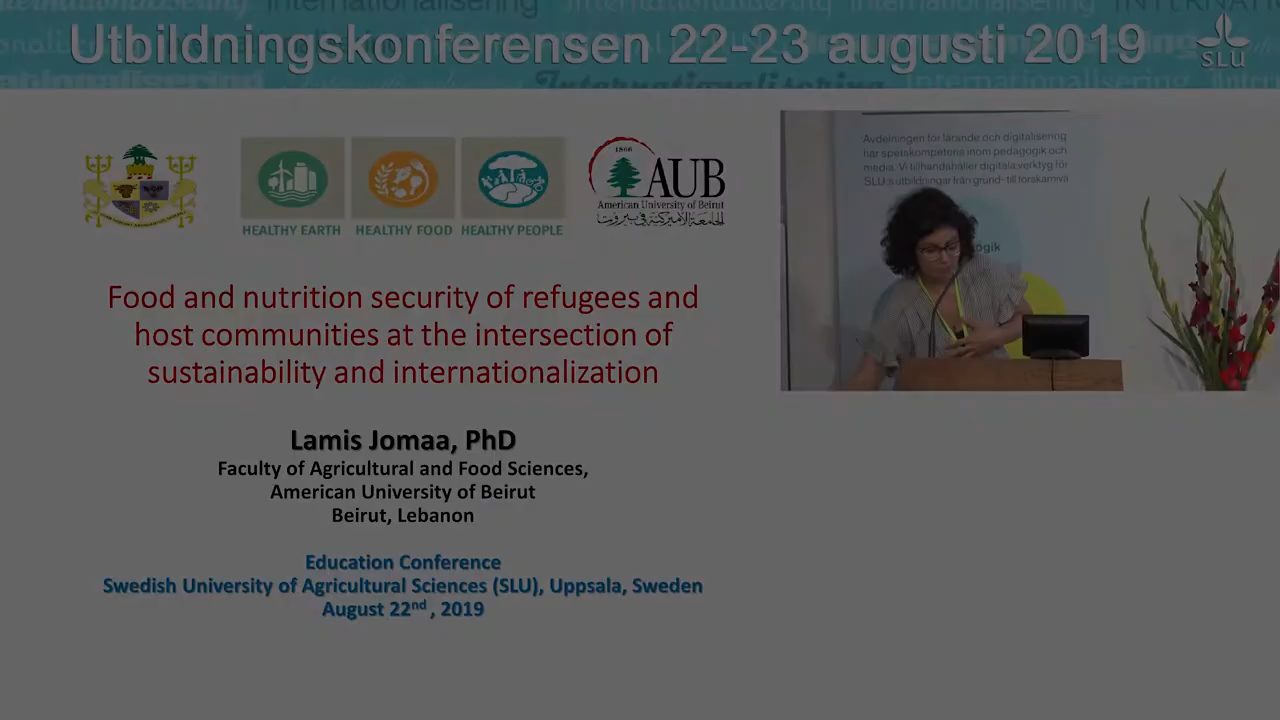 Utbildningskonferensen 22-23 augusti 2019
SLU
HEALTHY EARTH
HEALTHY FOOD
HEALTHY PEOPLE
1866
AUB
American University of Beirut
الجامعة الأميركية في بيروت
Food and nutrition security of refugees and
host communities at the intersection of
sustainability and internationalization
Lamis Jomaa, PhD
Faculty of Agricultural and Food Sciences,
American University of Beirut
Beirut, Lebanon
Education Conference
Swedish University of Agricultural Sciences (SLU), Uppsala, Sweden
August 22nd , 2019
Avdelningen för lärande och digitalisering
har spetskompetens inom pedagogik och
media. Vi tillhandahåller digitala verktyg för
SLU:s utbildningar från grund- till forskarnivå